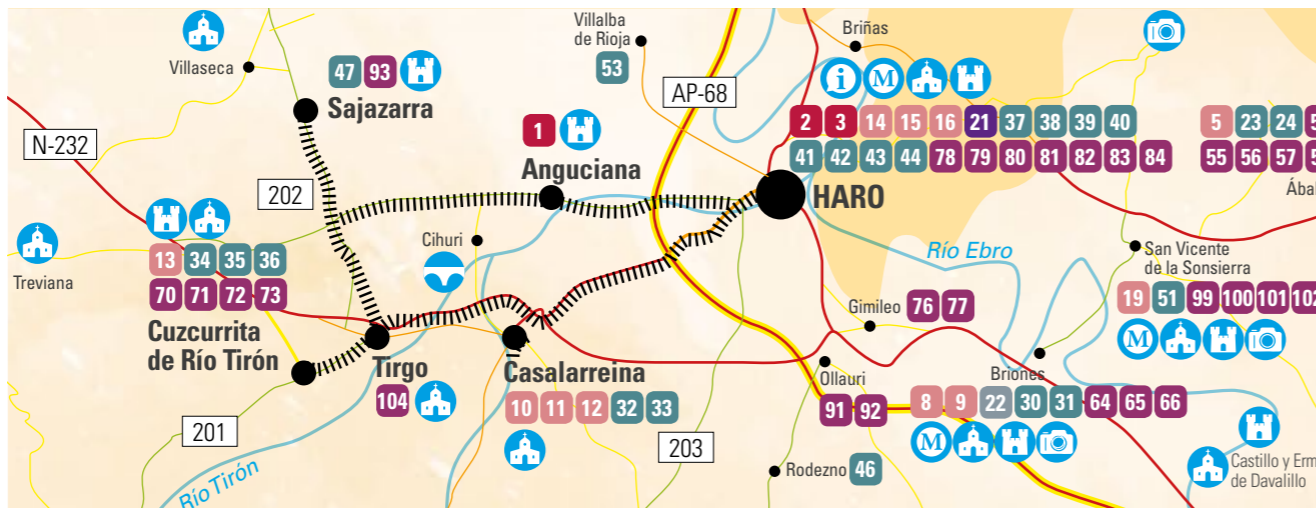 Villaseca
47 93
Sajazarra
Villalba
de Rioja
53
Briñas
AP-68
i M
N-232
1
Anguciana
2 3 14 15 16 21 37 38 39 40
41 42 43 44 78 79 80 81 82 83 84
HARO
5 23 24
55 56 57
202
Treviana
13 34 35 36
70 71 72 73
Cuzcurrita
de Río Tirón
Cihuri
Río Ebro
San Vicente
de la Sonsierra
19 51 99 100 101 102
M
Gimileo 76 77
Tirgo
104
Casalarreina
10 11 12 32 33
Ollauri
91 92
Briones
8 9 22 30 31 64 65 66
M
201
203
Río Tirón
Rodezno 46
Castillo y Erm
de Davalillo